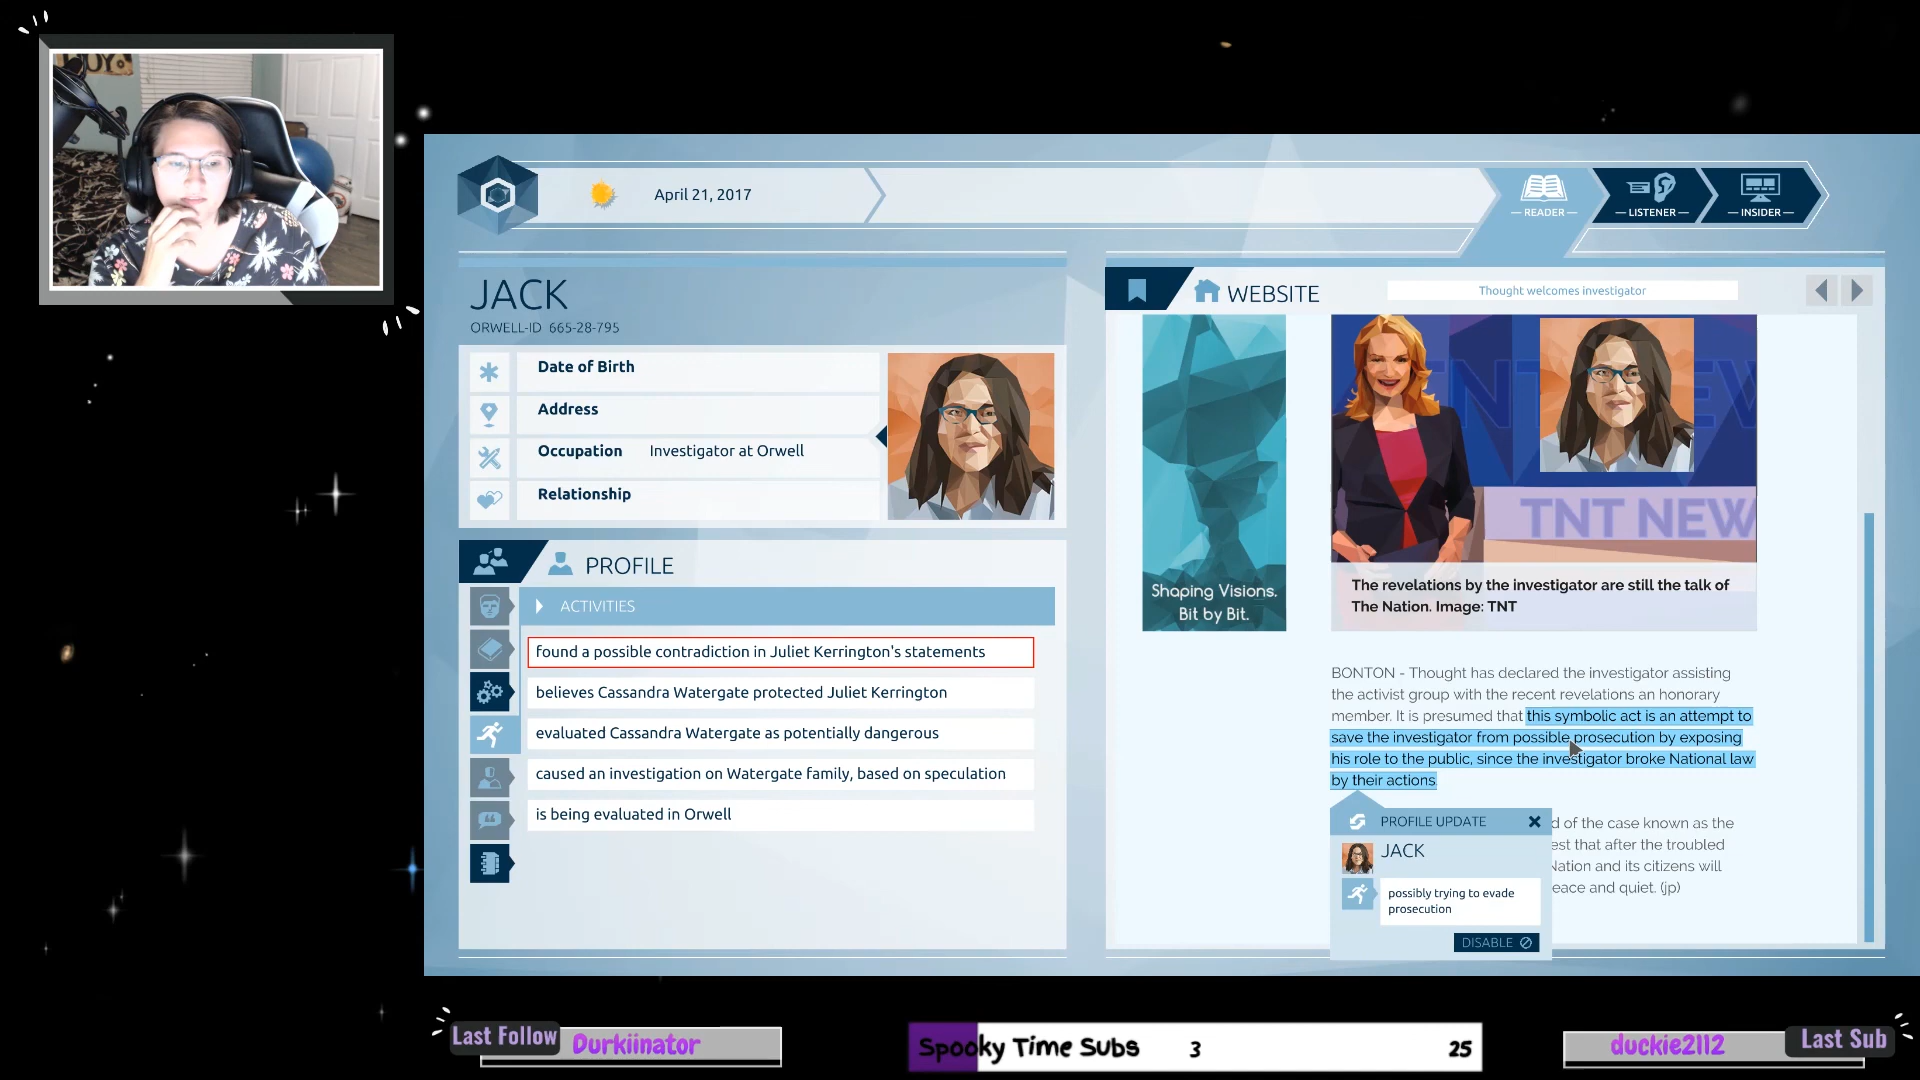 April 21, 2017
READER
LISTENER
INSIDER
JACK
ORWELL-ID 665-28-795
Date of Birth
Address
Occupation Investigator at Orwell
Relationship
PROFILE
ACTIVITIES
found a possible contradiction in Juliet Kerrington's statements
believes Cassandra Watergate protected Juliet Kerrington
evaluated Cassandra Watergate as potentially dangerous
caused an investigation on Watergate family, based on speculation
is being evaluated in Orwell
WEBSITE
Thought welcomes investigator
Shaping Visions.
Bit by Bit.
TNT NEW
The revelations by the investigator are still the talk of
The Nation. Image: TNT
BONTON - Thought has declared the investigator assisting
the activist group with the recent revelations an honorary
member. It is presumed that this symbolic act is an attempt to
save the investigator from possible prosecution by exposing
his role to the public, since the investigator broke National law
by their actions.
d of the case known as the
est that after the troubled
Nation and its citizens will
eace and quiet. (jp)
PROFILE UPDATE
JACK
possibly trying to evade
prosecution
DISABLE
Last Follow
Durkiinator
Spooky Time Subs 3 25
duckie2112
Last Sub